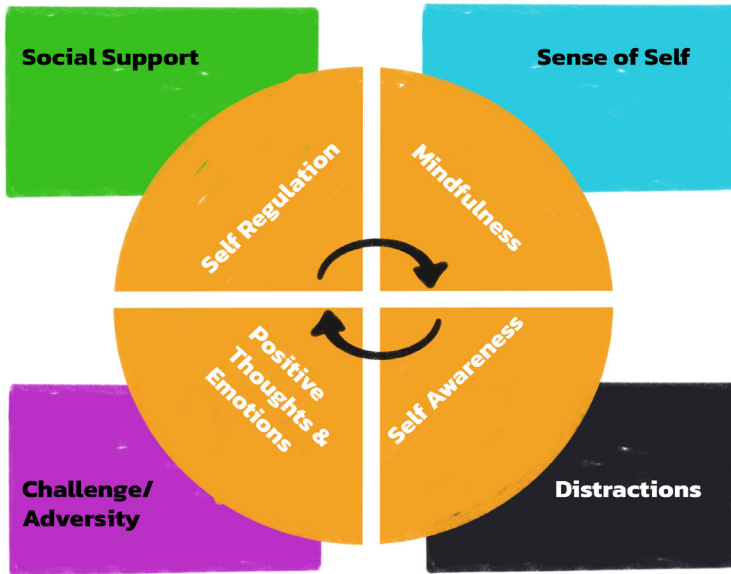 Social Support
Sense of Self
Self Regulation
Mindfulness
Positive
Thoughts &
Emotions
Self Awareness
Challenge/
Adversity
Distractions